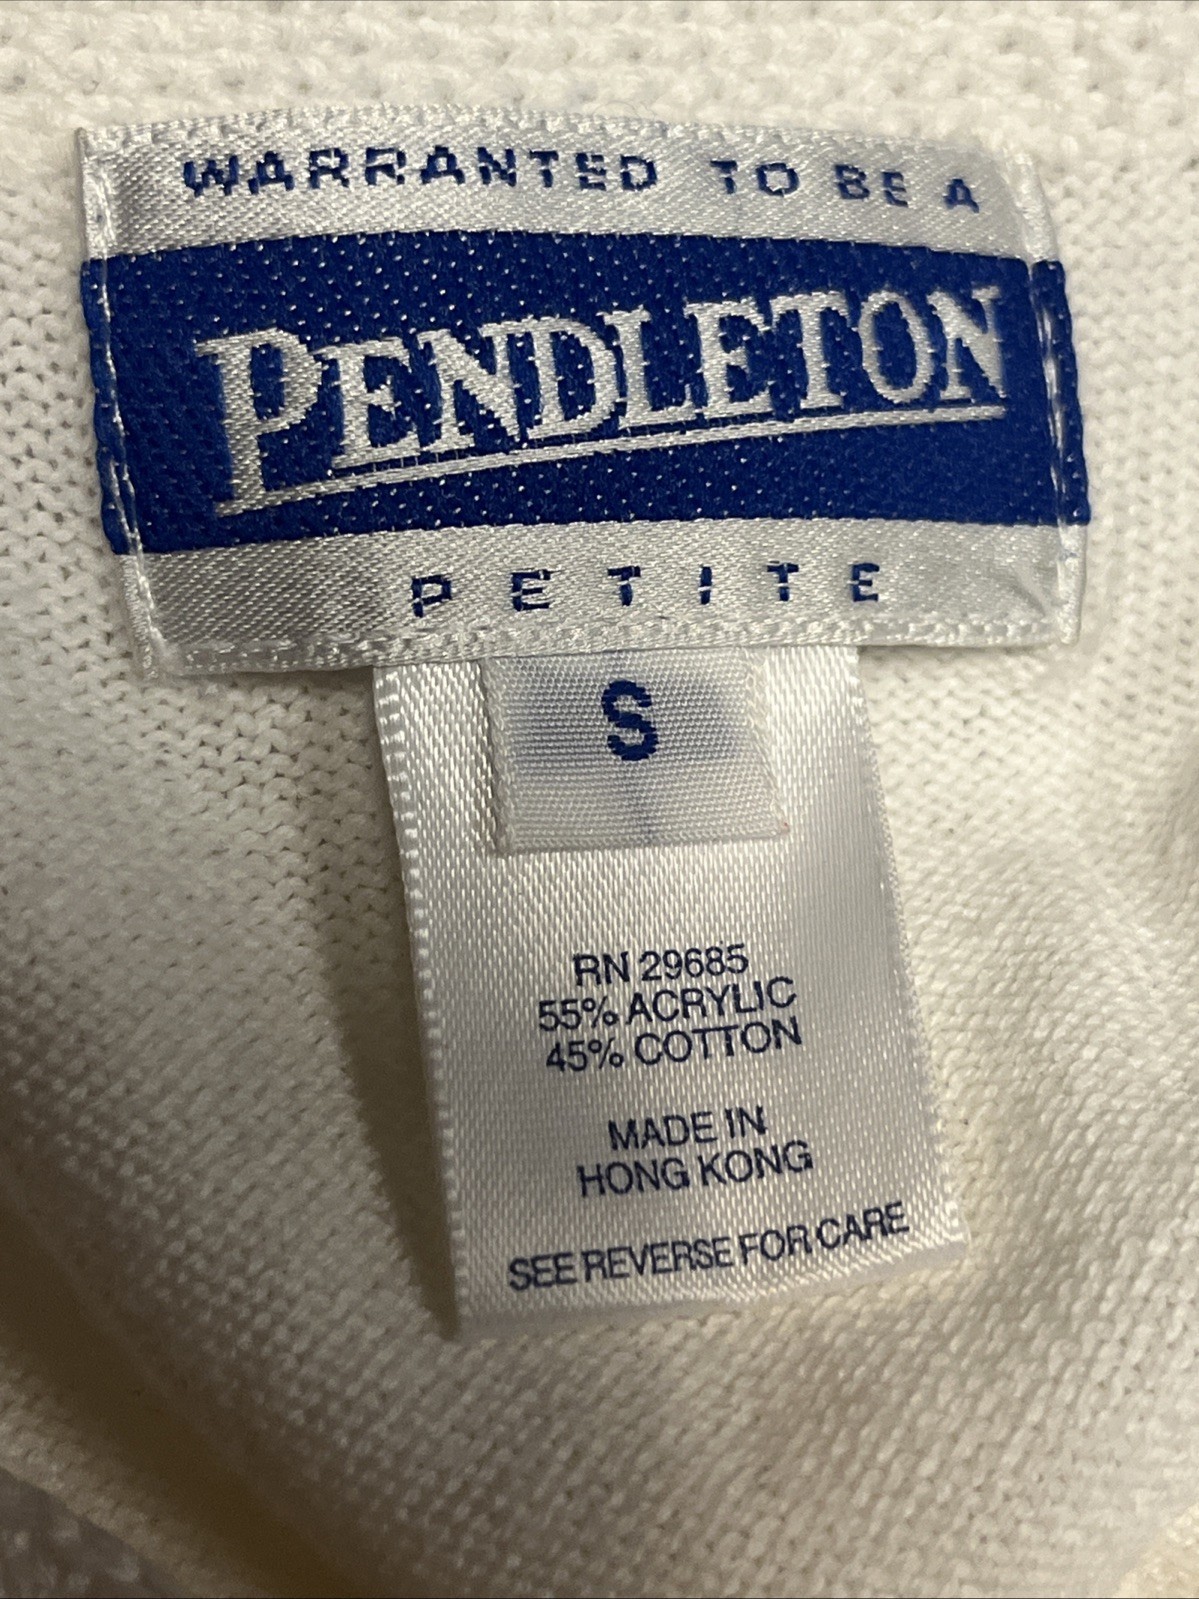 WARRANTED TO BE A
PENDLETON
PETITE
S
RN 29685
55% ACRYLIC
45% COTTON
MADE IN
HONG KONG
SEE REVERSE FOR CARE